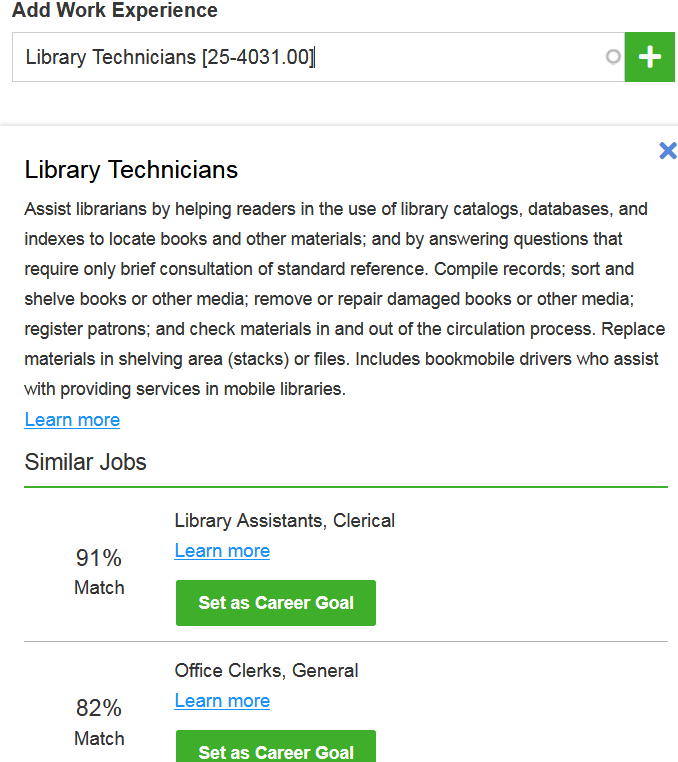 Add Work Experience
Library Technicians [25-4031.00]
Library Technicians
Assist librarians by helping readers in the use of library catalogs, databases, and
indexes to locate books and other materials; and by answering questions that
require only brief consultation of standard reference. Compile records; sort and
shelve books or other media; remove or repair damaged books or other media;
register patrons; and check materials in and out of the circulation process. Replace
materials in shelving area (stacks) or files. Includes bookmobile drivers who assist
with providing services in mobile libraries.
Learn more
Similar Jobs
91%
Match
Library Assistants, Clerical
Learn more
Set as Career Goal
82%
Match
Office Clerks, General
Learn more
Set as Career Goal